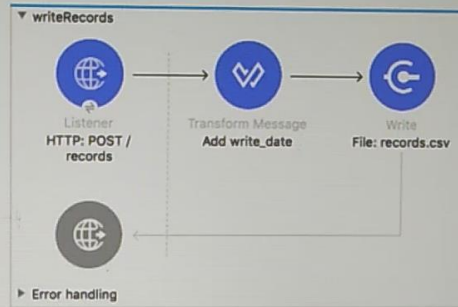 writeRecords
Listener
HTTP: POST /
records
Transform Message
Add write_date
Write
File: records.csv
Error handling